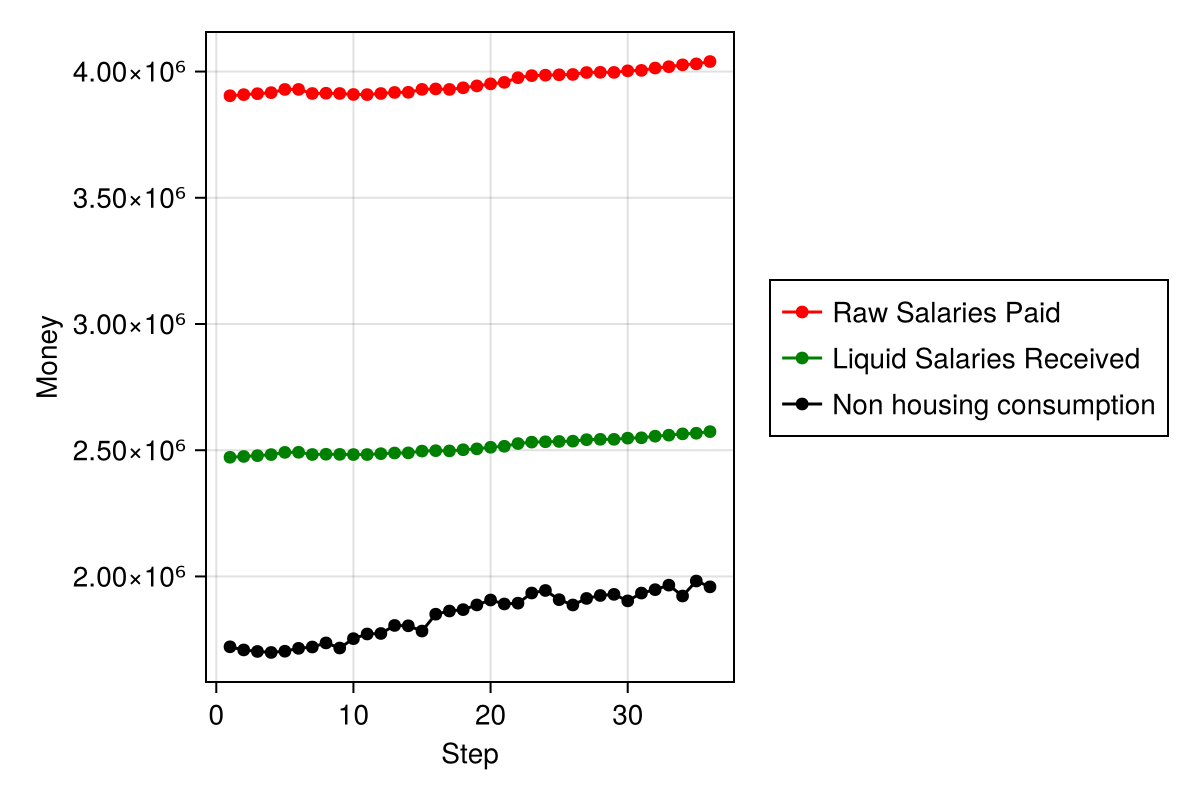 4.00×10⁶
3.50×10⁶
3.00×10⁶
2.50×10⁶
2.00×10⁶
Money
0 10 20 30
Step
Raw Salaries Paid
Liquid Salaries Received
Non housing consumption